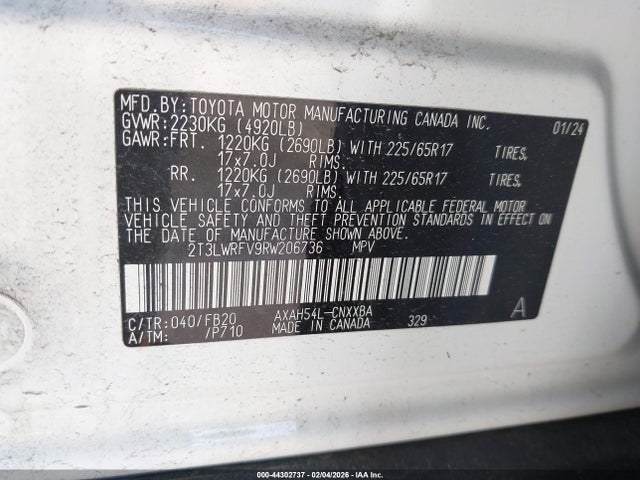 MFD.BY:TOYOTA MOTOR MANUFACTURING CANADA INC.
GVWR:2230KG (4920LB) 01/24
GAWR:FRT. 1220KG (2690LB) WITH 225/65R17 TIRES,
17x7.0J RIMS.
RR. 1220KG (2690LB) WITH 225/65R17 TIRES,
17x7.0J RIMS.
THIS VEHICLE CONFORMS TO ALL APPLICABLE FEDERAL MOTOR
VEHICLE SAFETY AND THEFT PREVENTION STANDARDS IN EFFECT ON
THE DATE OF MANUFACTURE SHOWN ABOVE.
2T3LWRFV9RW206736 MPV
C/TR:040/FB20 AXAH54L-CNXXBA A
A/TM: /P710 MADE IN CANADA 329
000-44302737 - 02/04/2026 - IAA Inc.